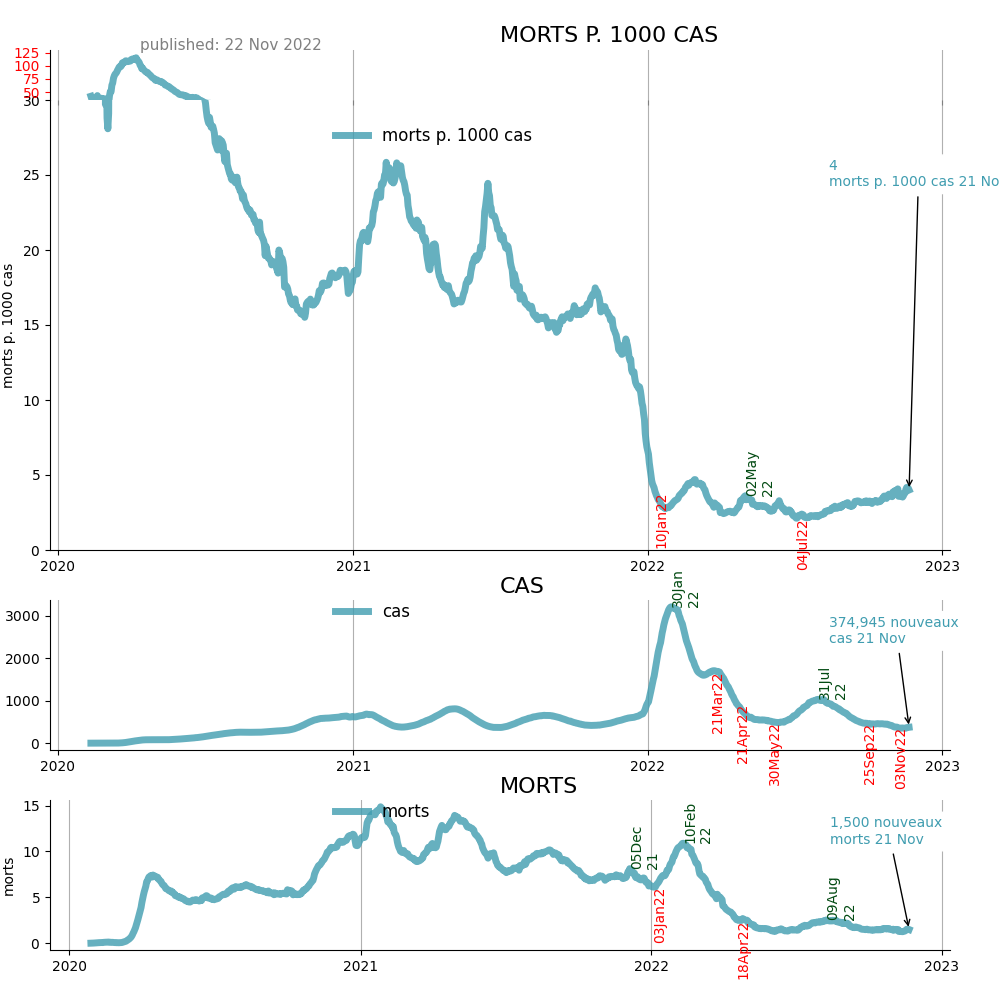 MORTS P. 1000 CAS
published: 22 Nov 2022
125
100
75
50
30
25
20
15
10
5
0
morts p. 1000 cas
morts p. 1000 cas
4
morts p. 1000 cas 21 No
10Jan22
02May
22
04Jul22
2020
2021
2022
2023
CAS
3000
2000
1000
0
cas
30Jan
22
21Mar22
21Apr22
30May22
31Jul
22
25Sep22
03Nov22
374,945 nouveaux
cas 21 Nov
2020
2021
2022
2023
MORTS
15
10
5
0
morts
morts
05Dec
21
03Jan22
10Feb
22
18Apr22
09Aug
22
1,500 nouveaux
morts 21 Nov
2020
2021
2022
2023